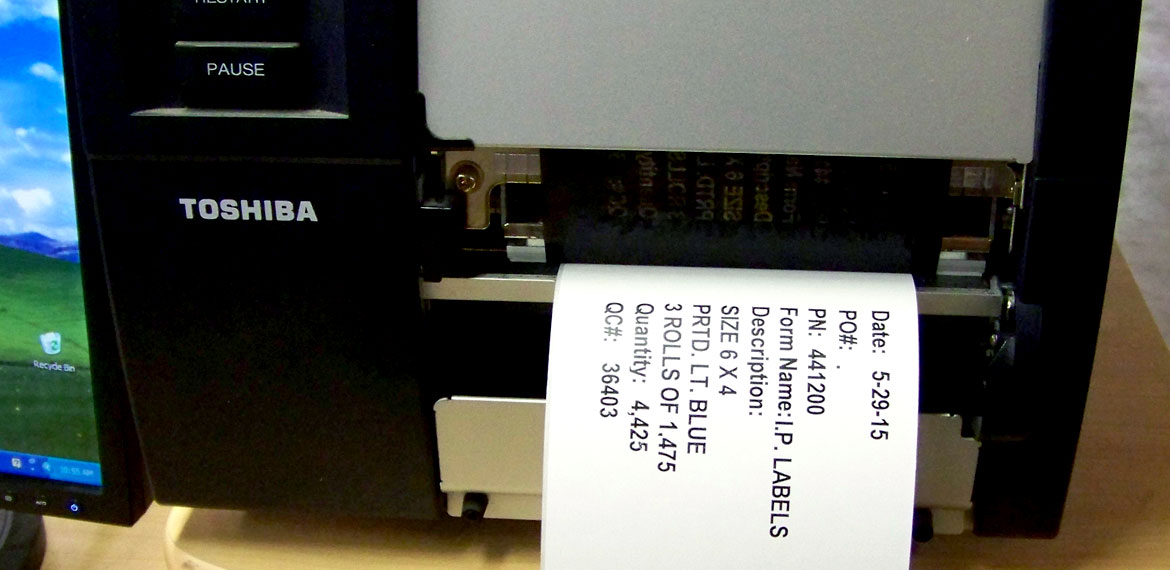 RESTART
PAUSE
TOSHIBA
Recycle Bin
Date: 5-29-15
PO#: .
PN: 441200
Form Name:I.P. LABELS
Description:
SIZE 6 X 4
PRTD. LT. BLUE
3 ROLLS OF 1,475
Quantity: 4,425
QC#: 36403